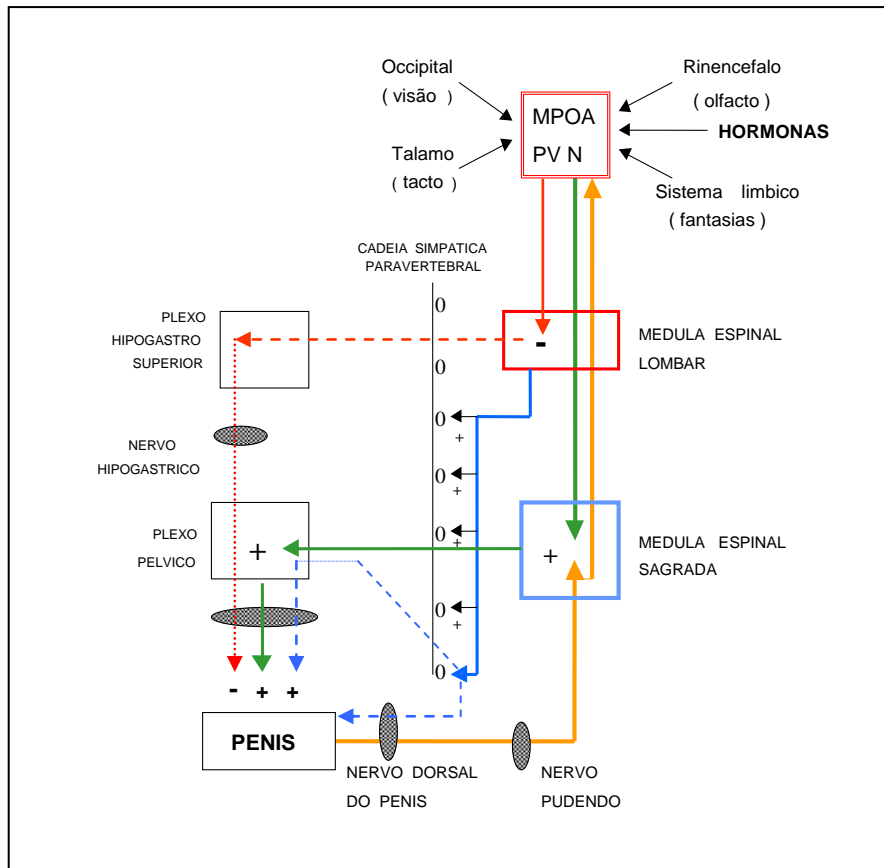 Occipital
( visão )
Rinencefalo
( olfacto )
MPOA
PV N
HORMONAS
Talamo
( tacto )
Sistema limbico
( fantasias )
CADEIA SIMPATICA
PARAVERTEBRAL
0
PLEXO
HIPOGASTRO
SUPERIOR
-
MEDULA ESPINAL
LOMBAR
0
0
+
NERVO
HIPOGASTRICO
0
+
PLEXO
PELVICO
+
0
+
+
MEDULA ESPINAL
SAGRADA
0
+
0
- + +
PENIS
NERVO DORSAL
DO PENIS
NERVO
PUDENDO